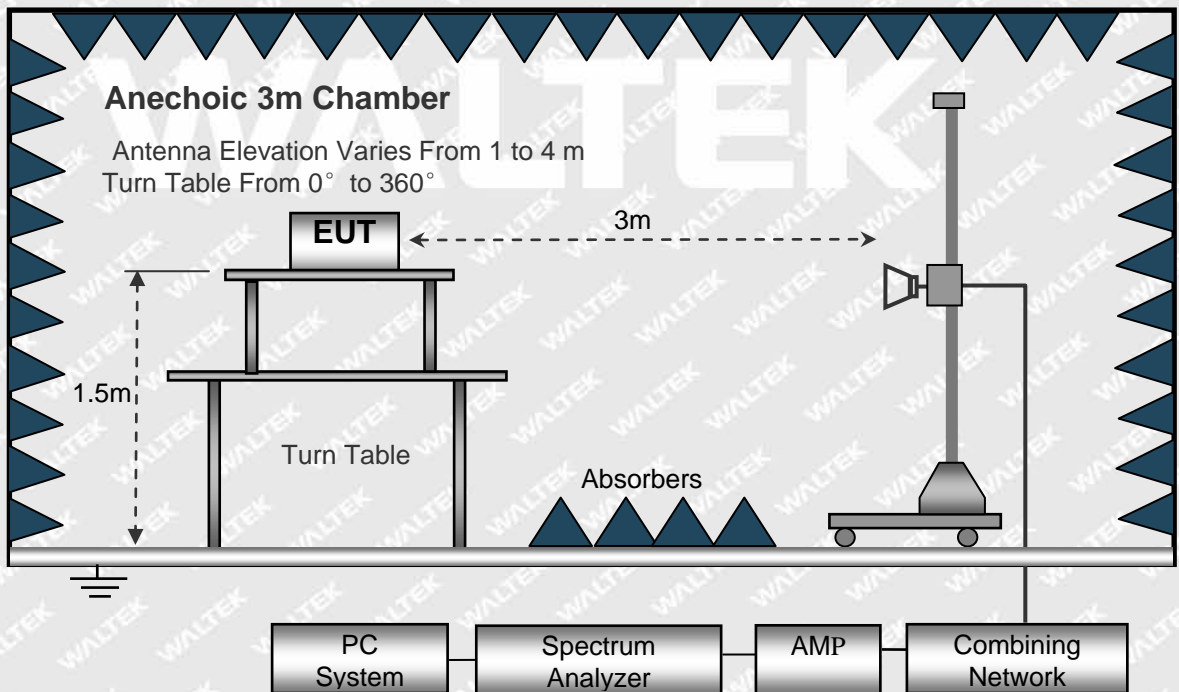 WALTEK
Anechoic 3m Chamber
Antenna Elevation Varies From 1 to 4 m
Turn Table From 0° to 360°
EUT
3m
1.5m
Turn Table
Absorbers
PC
System
Spectrum
Analyzer
AMP
Combining
Network